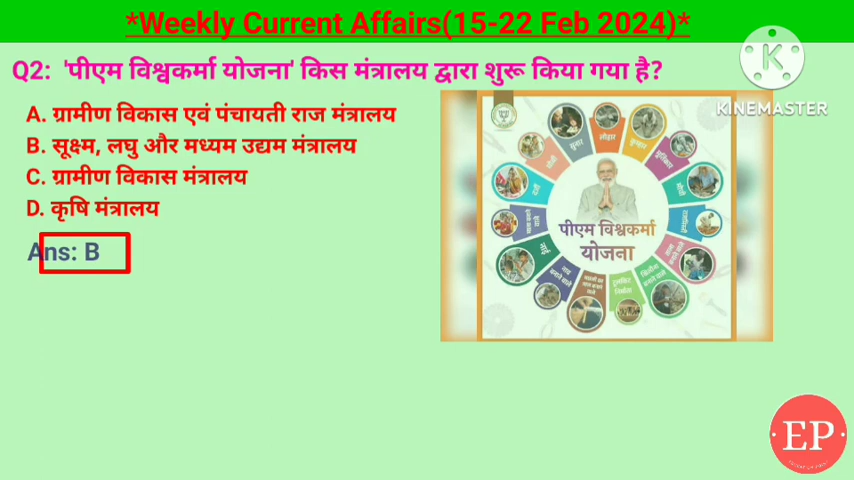 *Weekly Current Affairs(15-22 Feb 2024)*
Q2: 'पीएम विश्वकर्मा योजना' किस मंत्रालय द्वारा शुरू किया गया है?
KINEMASTER
A. ग्रामीण विकास एवं पंचायती राज मंत्रालय
B. सूक्ष्म, लघु और मध्यम उद्यम मंत्रालय
C. ग्रामीण विकास मंत्रालय
D. कृषि मंत्रालय
Ans: B
सुनार
लोहार
कुम्हार
मूर्तिकार
धोबी
मोची
दर्जी
पीएम विश्वकर्मा
योजना
EP